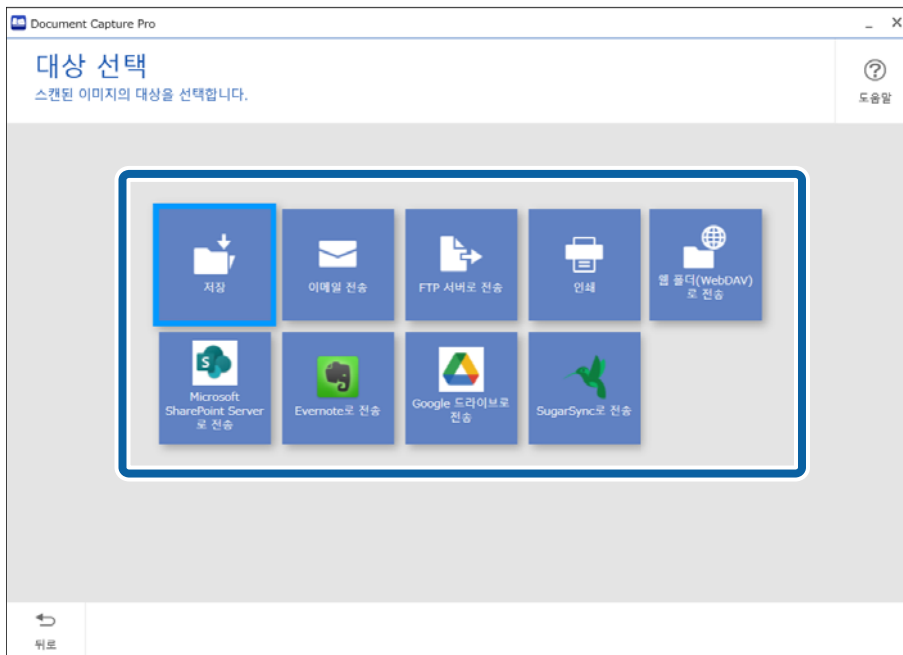 Document Capture Pro
대상 선택
스캔된 이미지의 대상을 선택합니다.
도움말
저장
이메일 전송
FTP 서버로 전송
인쇄
웹 폴더(WebDAV)
로 전송
Microsoft
SharePoint Server
로 전송
Evernote로 전송
Google 드라이브로
전송
SugarSync로 전송
뒤로